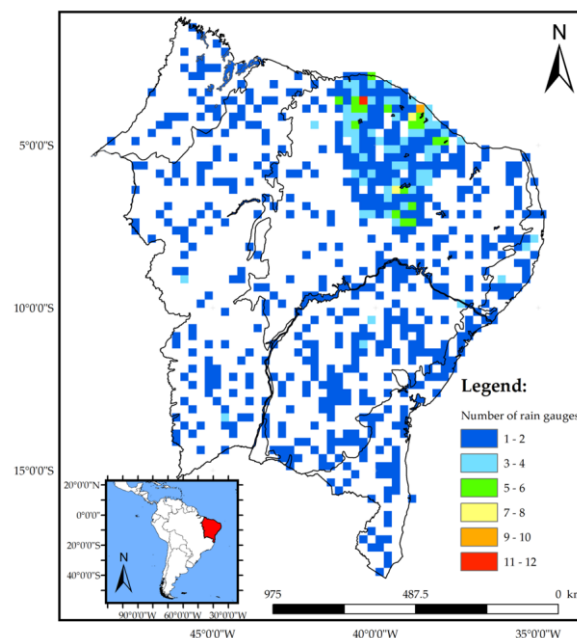 N
5°0'0"S
10°0'0"S
15°0'0"S
Legend:
Number of rain gauges
1 - 2
3 - 4
5 - 6
7 - 8
9 - 10
11 - 12
20°0'0"N
0°0'0"
20°0'0"S
40°0'0"S
N
90°0'0"W 60°0'0"W 30°0'0"W
975 487.5 0 km
45°0'0"W 40°0'0"W 35°0'0"W